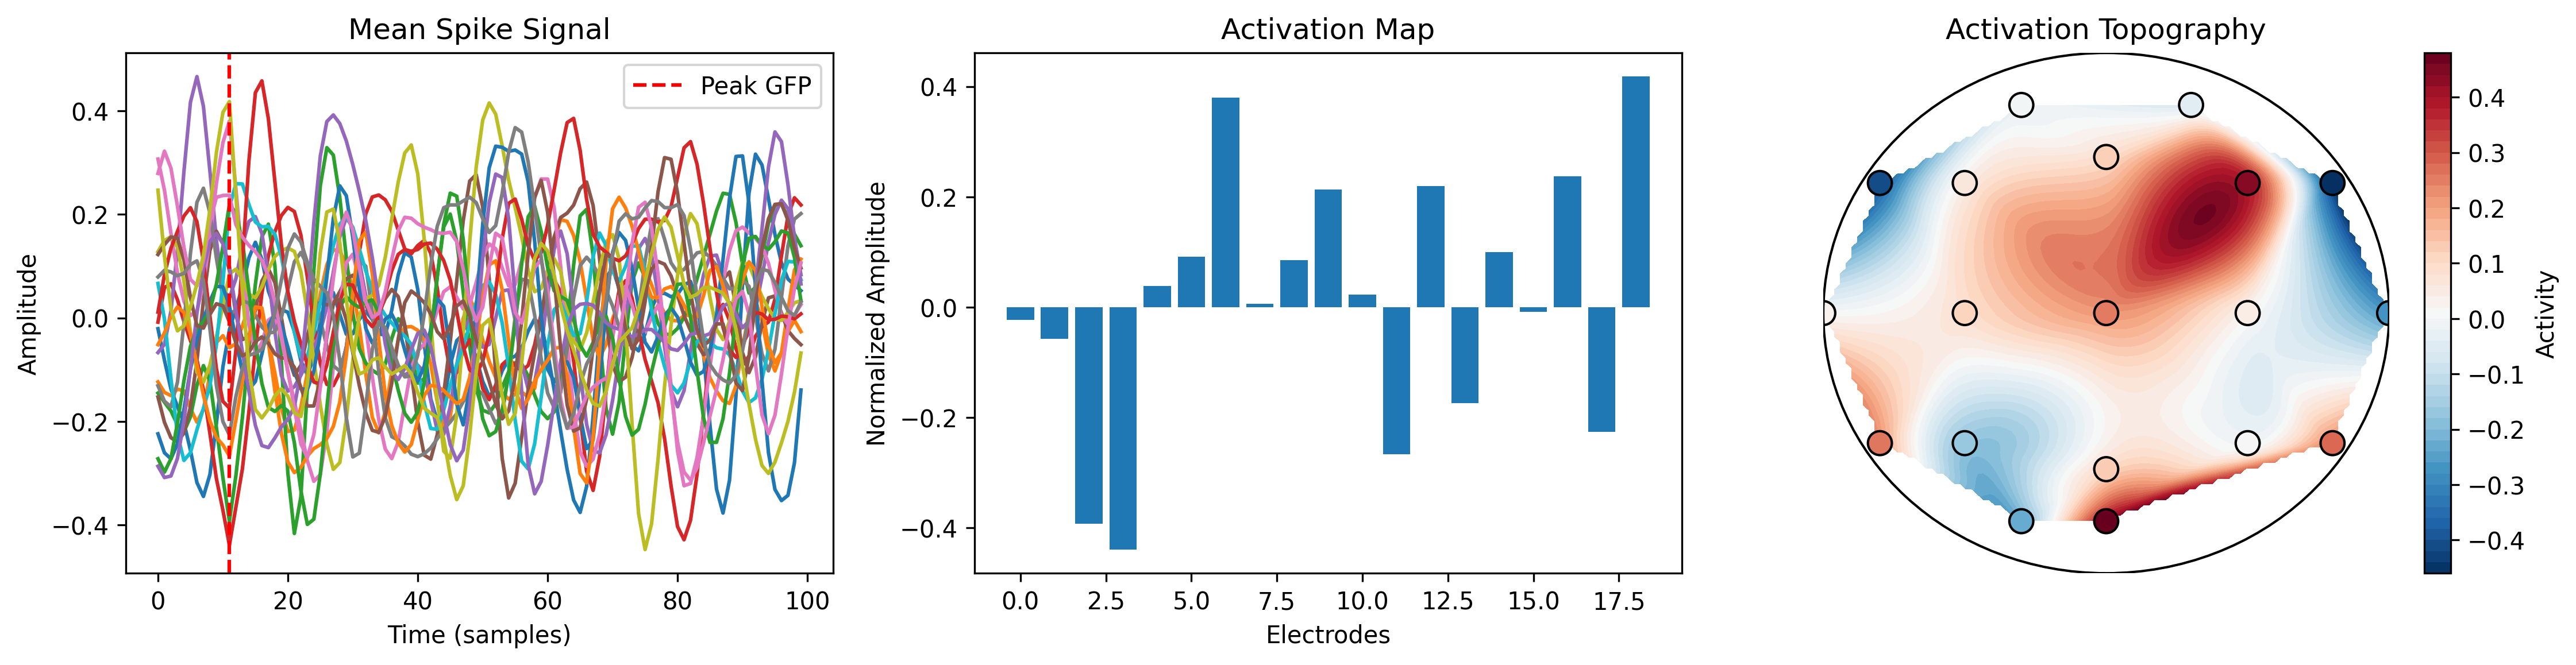 Mean Spike Signal
Peak GFP
Amplitude
0.4
0.2
0.0
−0.2
−0.4
0 20 40 60 80 100
Time (samples)
Activation Map
Normalized Amplitude
0.4
0.2
0.0
−0.2
−0.4
0.0 2.5 5.0 7.5 10.0 12.5 15.0 17.5
Electrodes
Activation Topography
0.4
0.3
0.2
0.1
0.0
−0.1
−0.2
−0.3
−0.4
Activity